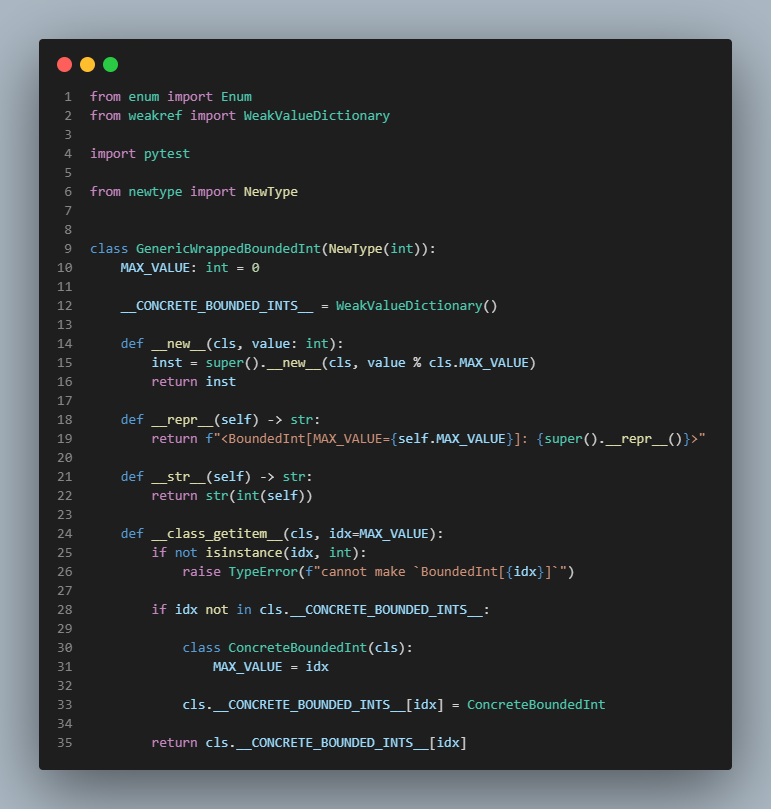 1 from enum import Enum
2 from weakref import WeakValueDictionary
3
4 import pytest
5
6 from newtype import NewType
7
8
9 class GenericWrappedBoundedInt(NewType(int)):
10     MAX_VALUE: int = 0
11
12     __CONCRETE_BOUNDED_INTS__ = WeakValueDictionary()
13
14     def __new__(cls, value: int):
15         inst = super().__new__(cls, value % cls.MAX_VALUE)
16         return inst
17
18     def __repr__(self) -> str:
19         return f"<BoundedInt[MAX_VALUE={self.MAX_VALUE}]: {super().__repr__()}>"
20
21     def __str__(self) -> str:
22         return str(int(self))
23
24     def __class_getitem__(cls, idx=MAX_VALUE):
25         if not isinstance(idx, int):
26             raise TypeError(f"cannot make `BoundedInt[{idx}]`")
27
28         if idx not in cls.__CONCRETE_BOUNDED_INTS__:
29
30             class ConcreteBoundedInt(cls):
31                 MAX_VALUE = idx
32
33             cls.__CONCRETE_BOUNDED_INTS__[idx] = ConcreteBoundedInt
34
35         return cls.__CONCRETE_BOUNDED_INTS__[idx]